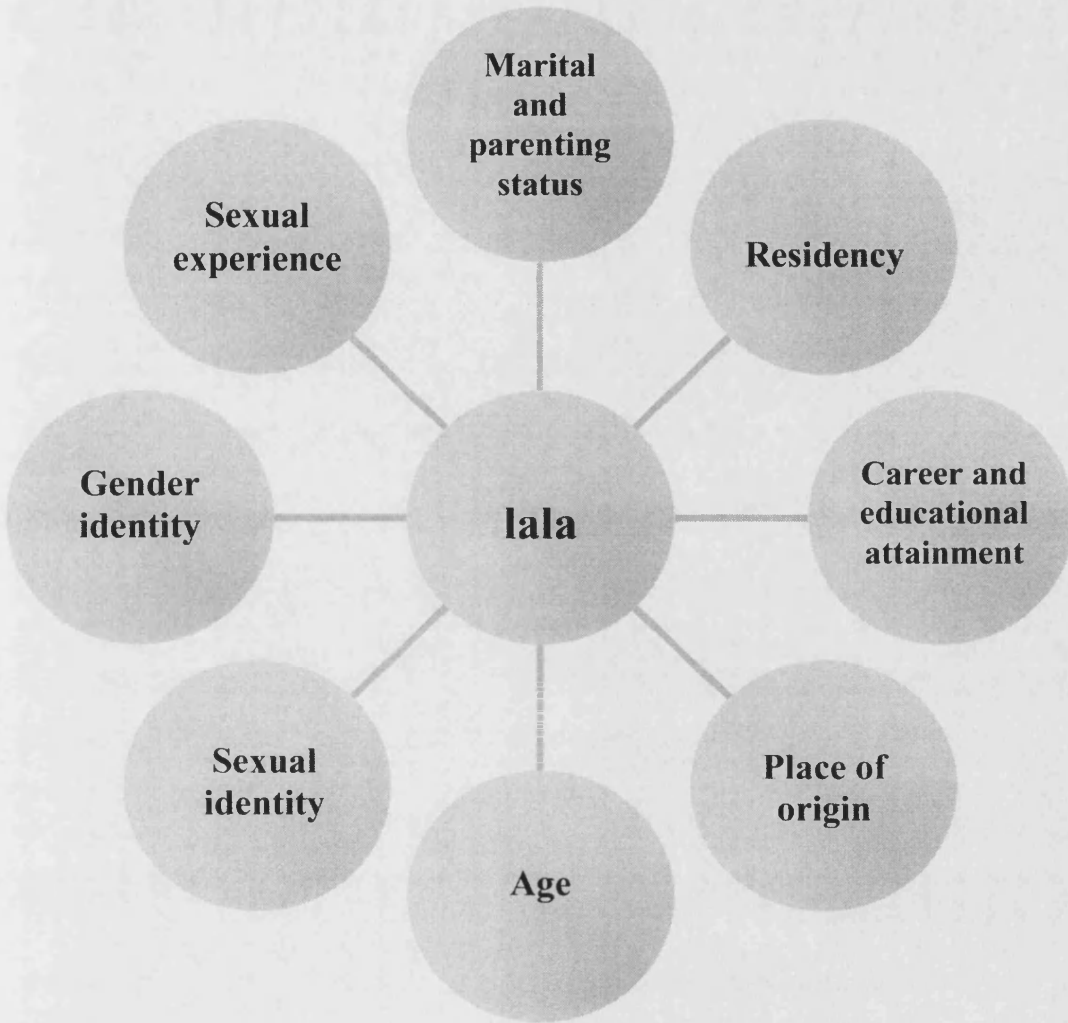 Marital
and
parenting
status
Sexual
experience
Residency
Gender
identity
lala
Career and
educational
attainment
Sexual
identity
Place of
origin
Age